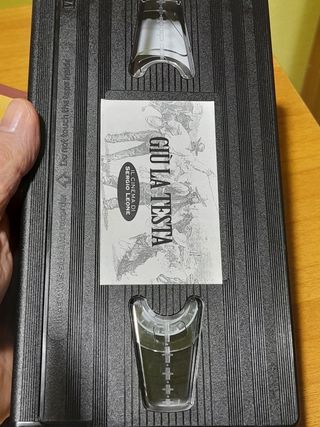 GIÙ LA TESTA
IL CINEMA DI
SERGIO LEONE
Do not touch the tape inside